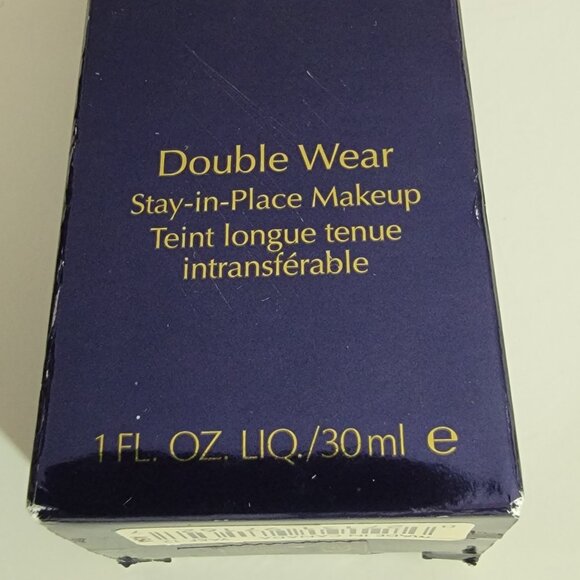 Double Wear
Stay-in-Place Makeup
Teint longue tenue
intransférable
1 FL. OZ. LIQ./30 ml e